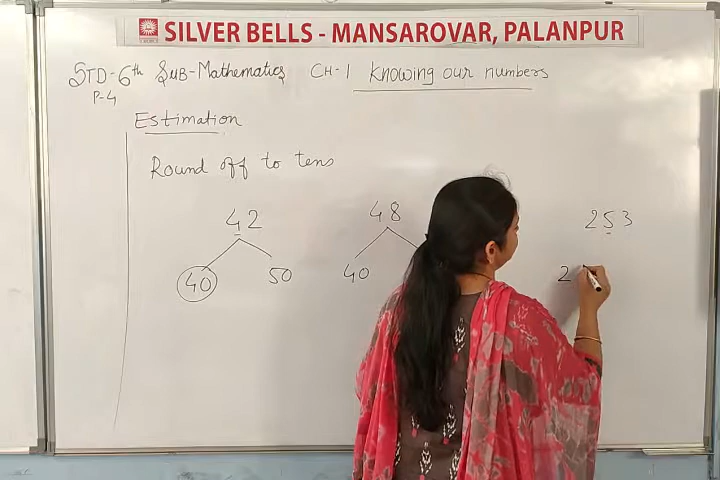 SILVER BELLS - MANSAROVAR, PALANPUR
STD-6th SUB-Mathematics CH-1 Knowing our numbers
P-4
Estimation
Round off to tens
42 48 253
40 50 40 2